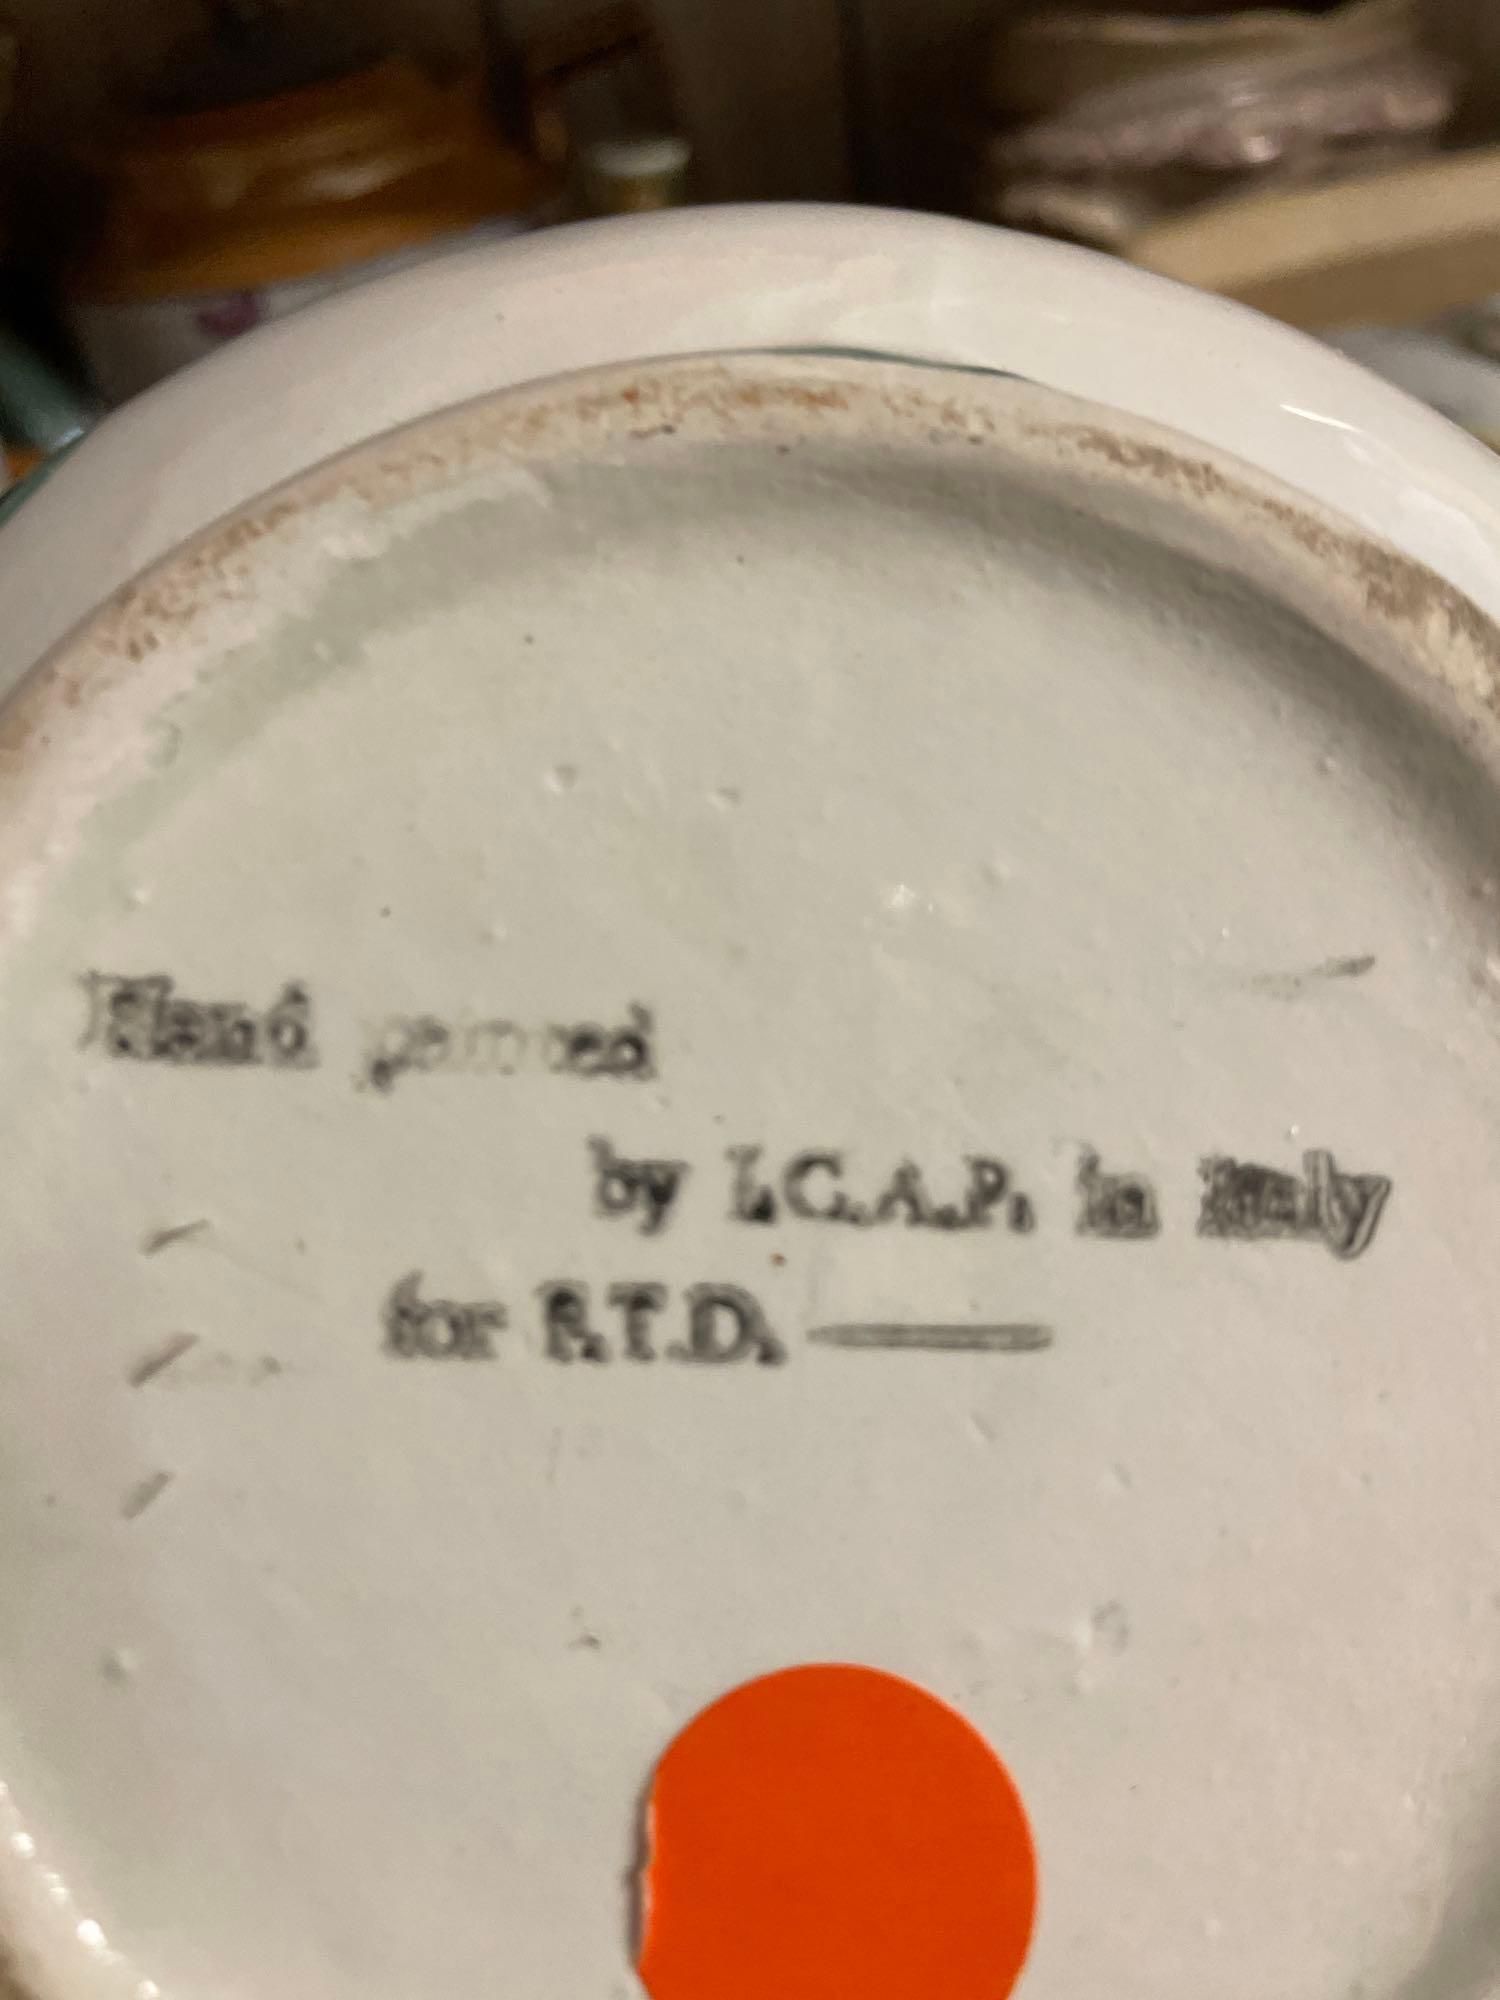 Hand painted
by I.C.A.P. in Italy
for F.T.D.